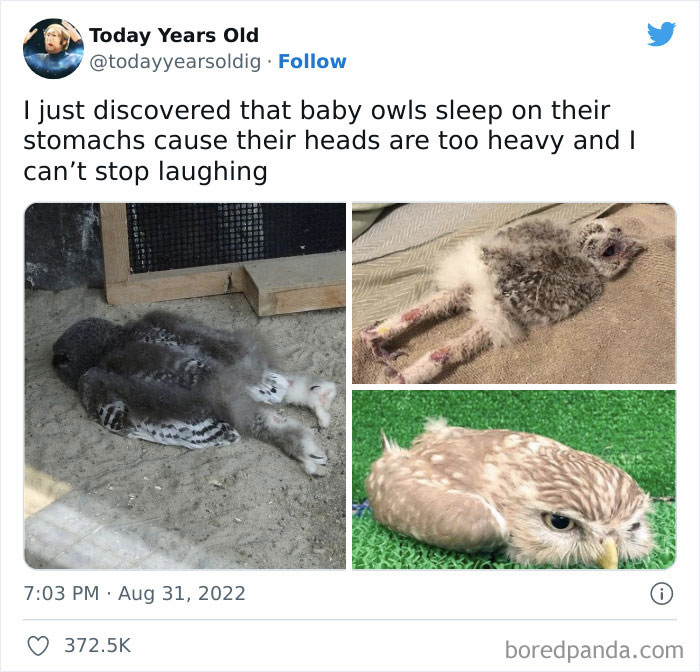 Today Years Old
@todayyearsoldig · Follow
I just discovered that baby owls sleep on their
stomachs cause their heads are too heavy and I
can’t stop laughing
7:03 PM · Aug 31, 2022
372.5K
boredpanda.com